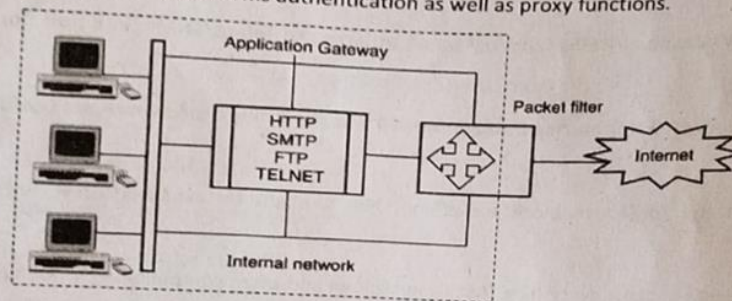 authentication as well as proxy functions.
Application Gateway
Packet filter
HTTP
SMTP
FTP
TELNET
Internet
Internal network